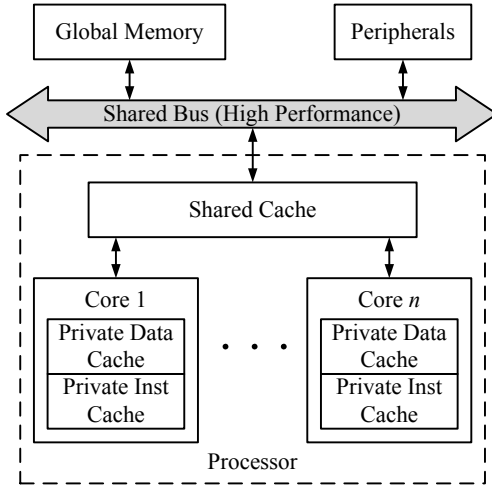 Global Memory
Peripherals
Shared Bus (High Performance)
Shared Cache
Core 1
Private Data
Cache
Private Inst
Cache
. . .
Core n
Private Data
Cache
Private Inst
Cache
Processor